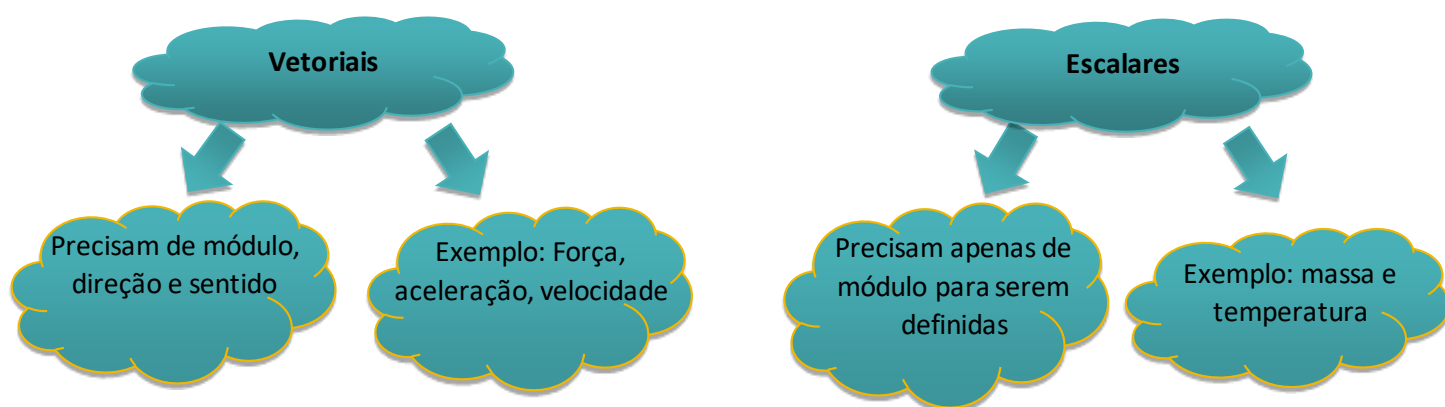 Vetoriais
Precisam de módulo,
direção e sentido
Exemplo: Força,
aceleração, velocidade
Escalares
Precisam apenas de
módulo para serem
definidas
Exemplo: massa e
temperatura